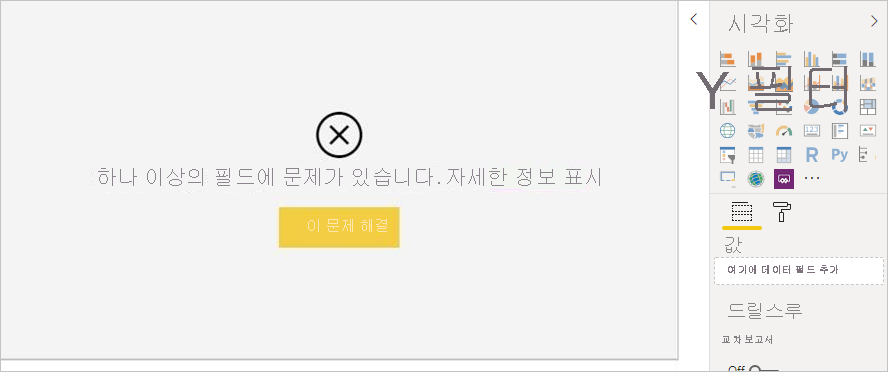 시각화
Y 필터
하나 이상의 필드에 문제가 있습니다.자세한 정보 표시
이 문제 해결
123
R Py
값
여기에 데이터 필드 추가
드릴스루
교차 보고서
Off